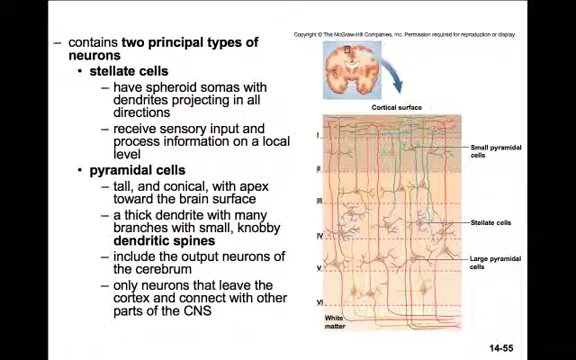 Copyright © The McGraw-Hill Companies, Inc. Permission required for reproduction or display.
– contains two principal types of
neurons
• stellate cells
– have spheroid somas with
dendrites projecting in all
directions
– receive sensory input and
process information on a local
level
• pyramidal cells
– tall, and conical, with apex
toward the brain surface
– a thick dendrite with many
branches with small, knobby
dendritic spines
– include the output neurons of
the cerebrum
– only neurons that leave the
cortex and connect with other
parts of the CNS
Cortical surface
I
Small pyramidal
cells
II
III
Stellate cells
IV
Large pyramidal
cells
V
VI
White
matter
14-55